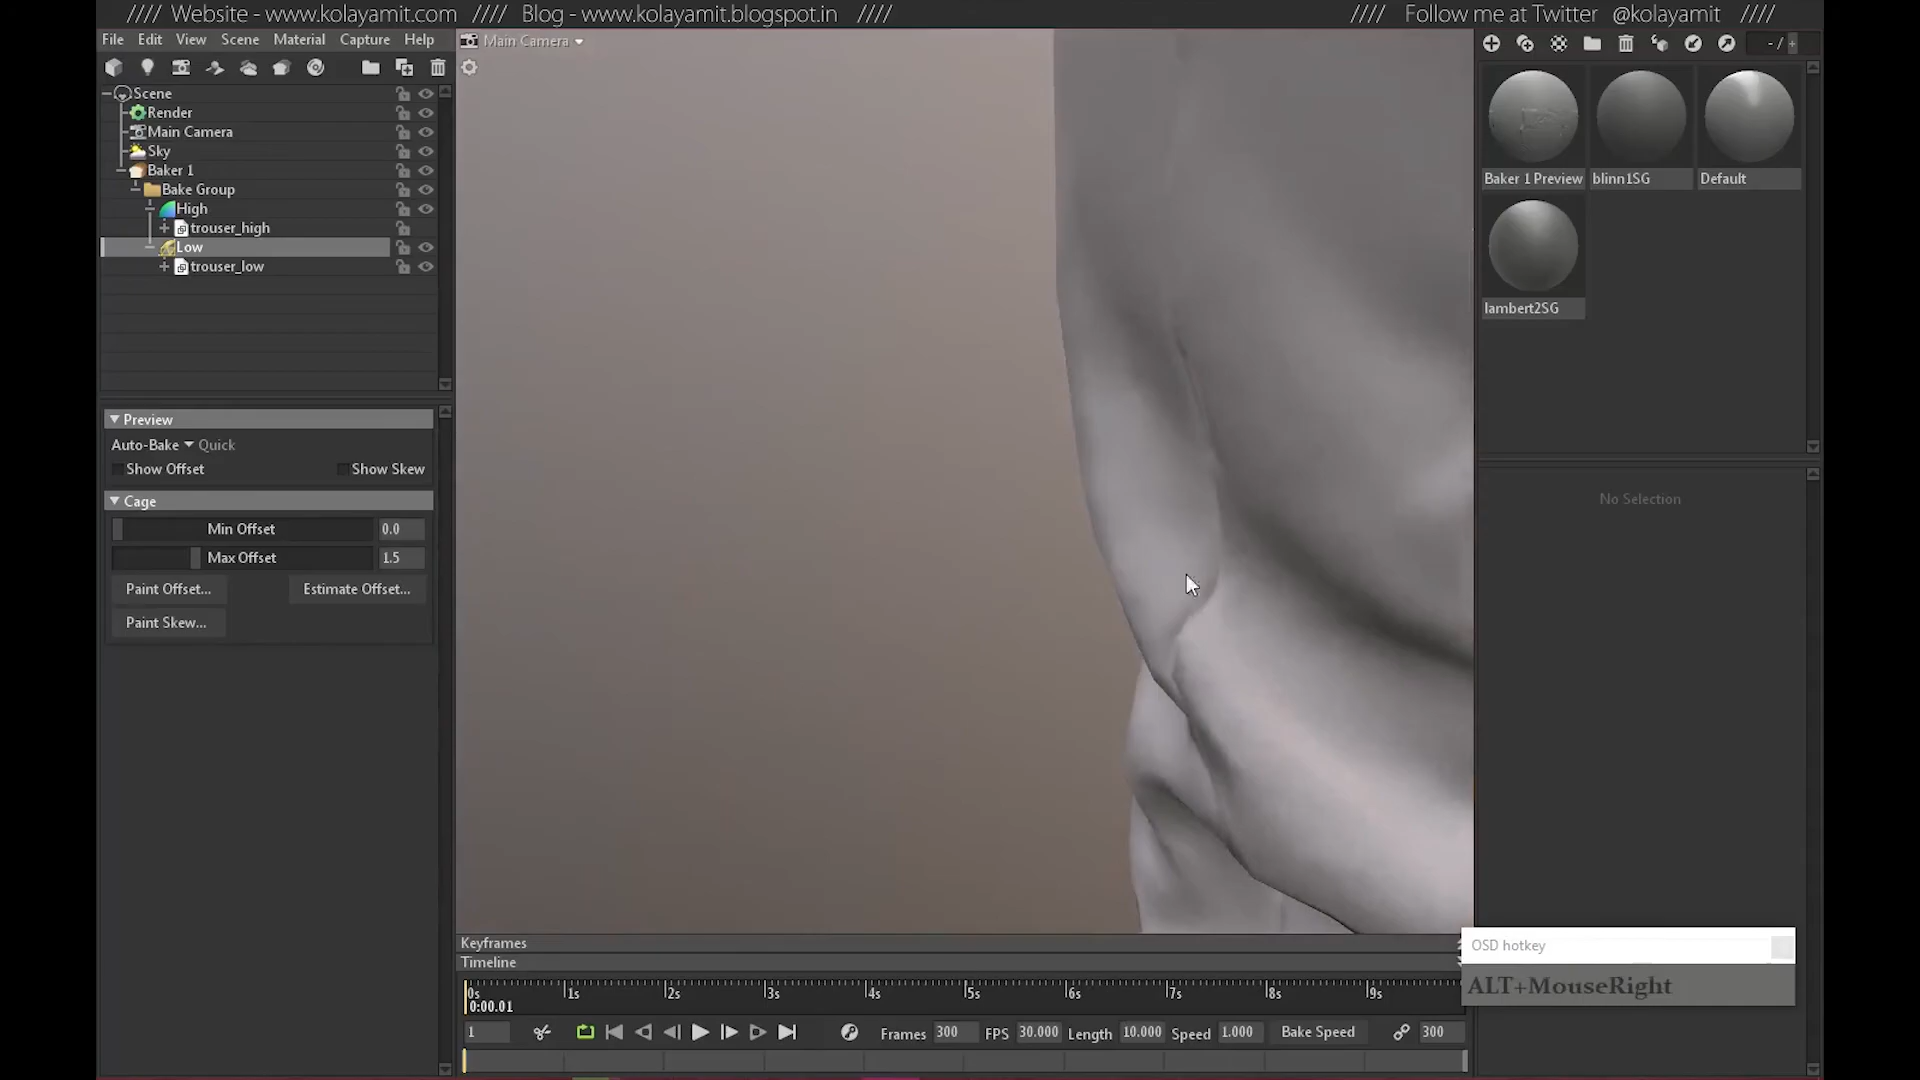 //// Website - www.kolayamit.com //// Blog - www.kolayamit.blogspot.in ////
//// Follow me at Twitter @kolayamit ////
File Edit View Scene Material Capture Help
Main Camera
- / +
Scene
Render
Main Camera
Sky
Baker 1
Bake Group
High
trouser_high
Low
trouser_low
Baker 1 Preview
blinn1SG
Default
lambert2SG
Preview
Auto-Bake Quick
Show Offset Show Skew
Cage
Min Offset 0.0
Max Offset 1.5
Paint Offset... Estimate Offset...
Paint Skew...
No Selection
Keyframes
Timeline
0s 1s 2s 3s 4s 5s 6s 7s 8s 9s
0:00.01
1 Frames 300 FPS 30.000 Length 10.000 Speed 1.000 Bake Speed 300
OSD hotkey
ALT+MouseRight